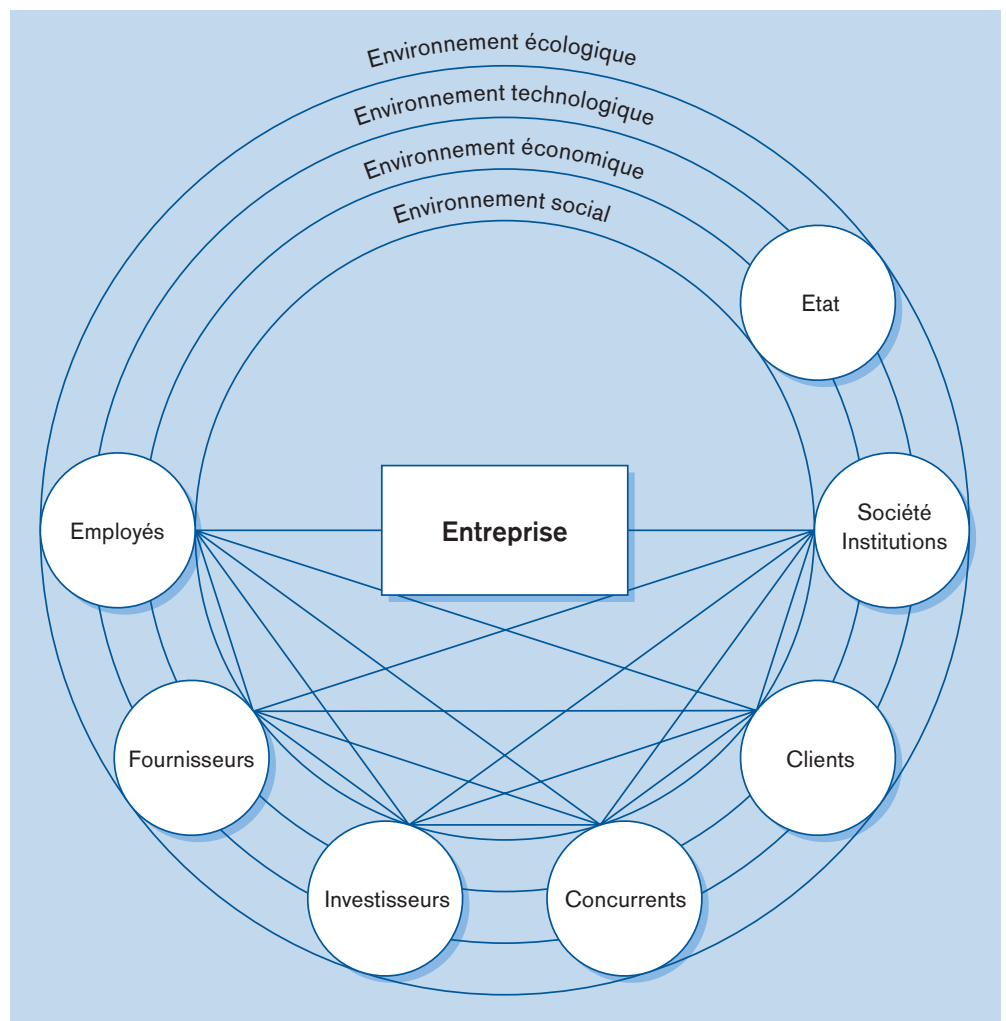 Environnement écologique
Environnement technologique
Environnement économique
Environnement social
Etat
Employés
Entreprise
Société
Institutions
Fournisseurs
Clients
Investisseurs
Concurrents